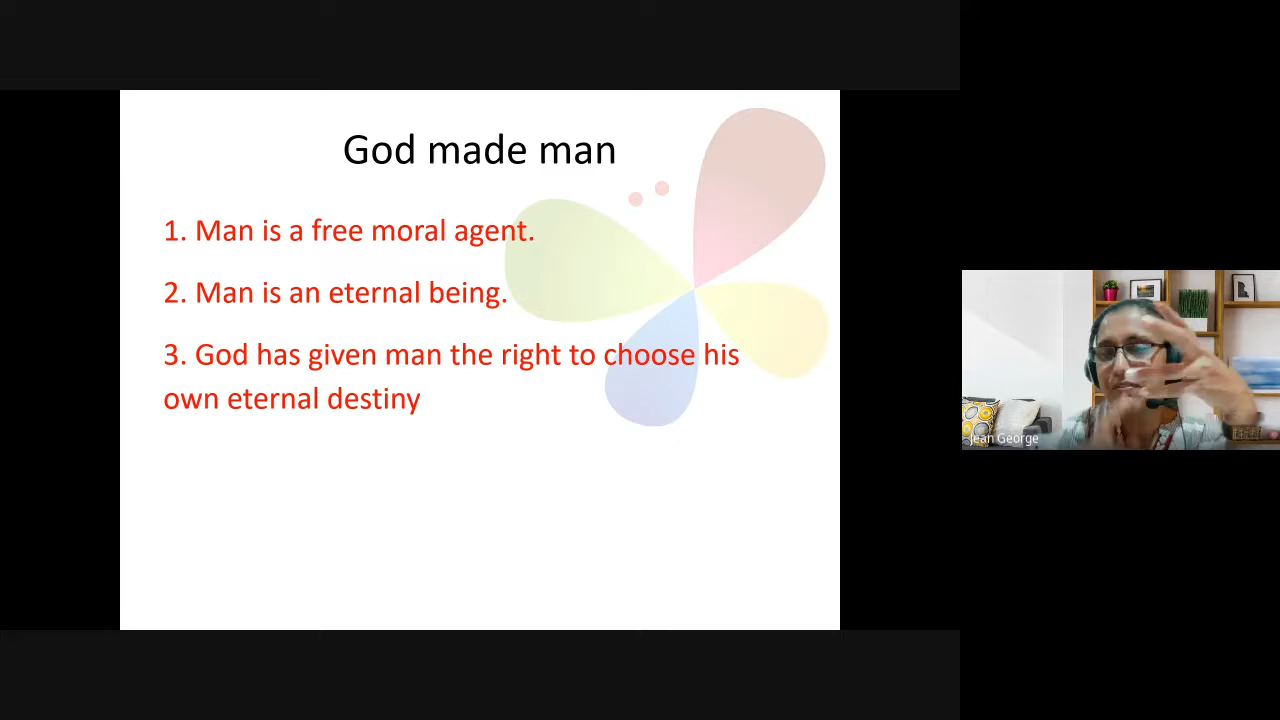 God made man
1. Man is a free moral agent.
2. Man is an eternal being.
3. God has given man the right to choose his
own eternal destiny
Jean George